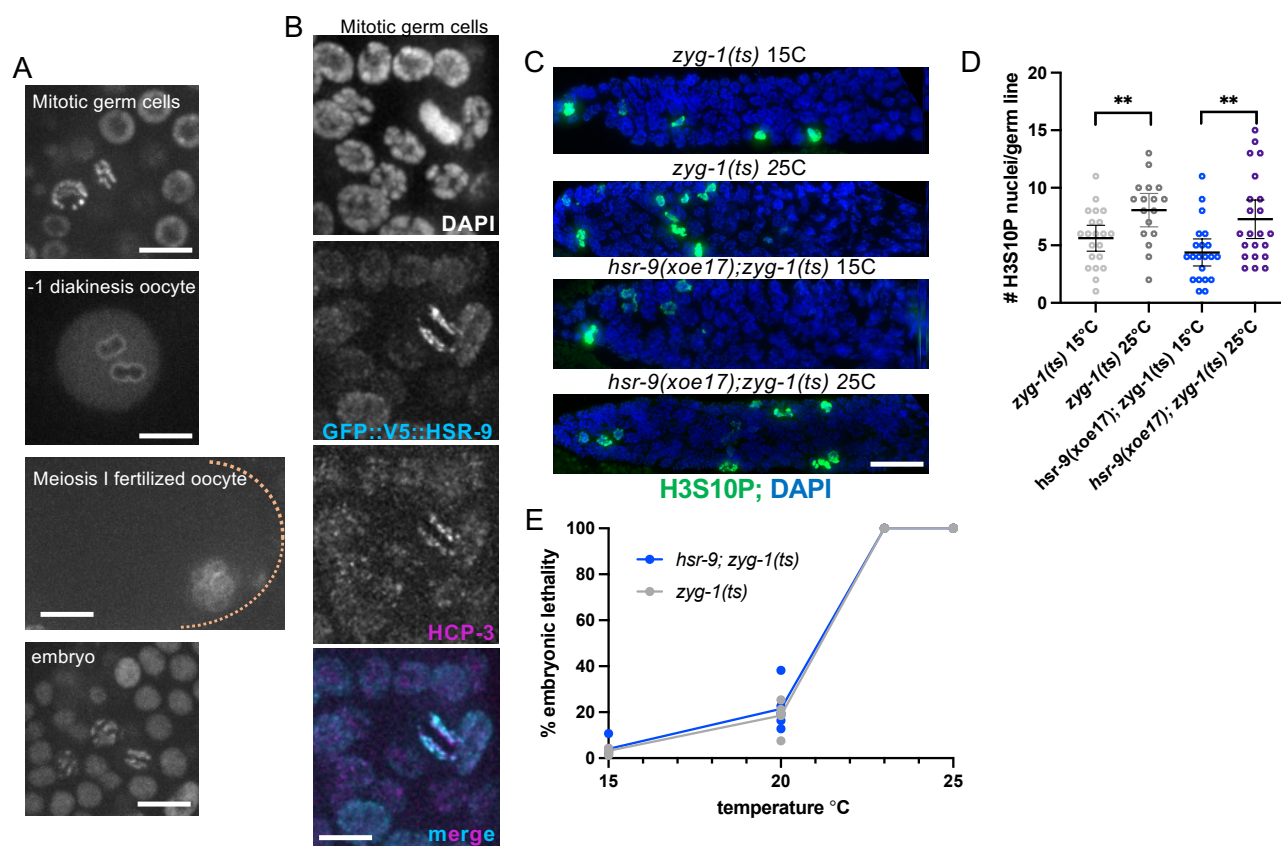 A
Mitotic germ cells
-1 diakinesis oocyte
Meiosis I fertilized oocyte
embryo
B
Mitotic germ cells
DAPI
GFP::V5::HSR-9
HCP-3
merge
C
zyg-1(ts) 15C
zyg-1(ts) 25C
hsr-9(xoe17);zyg-1(ts) 15C
hsr-9(xoe17);zyg-1(ts) 25C
H3S10P; DAPI
D
# H3S10P nuclei/germ line
20
15
10
5
0
**
**
zyg-1(ts) 15°C
zyg-1(ts) 25°C
hsr-9(xoe17); zyg-1(ts) 15°C
hsr-9(xoe17); zyg-1(ts) 25°C
E
% embryonic lethality
100
80
60
40
20
0
hsr-9; zyg-1(ts)
zyg-1(ts)
15
20
25
temperature °C